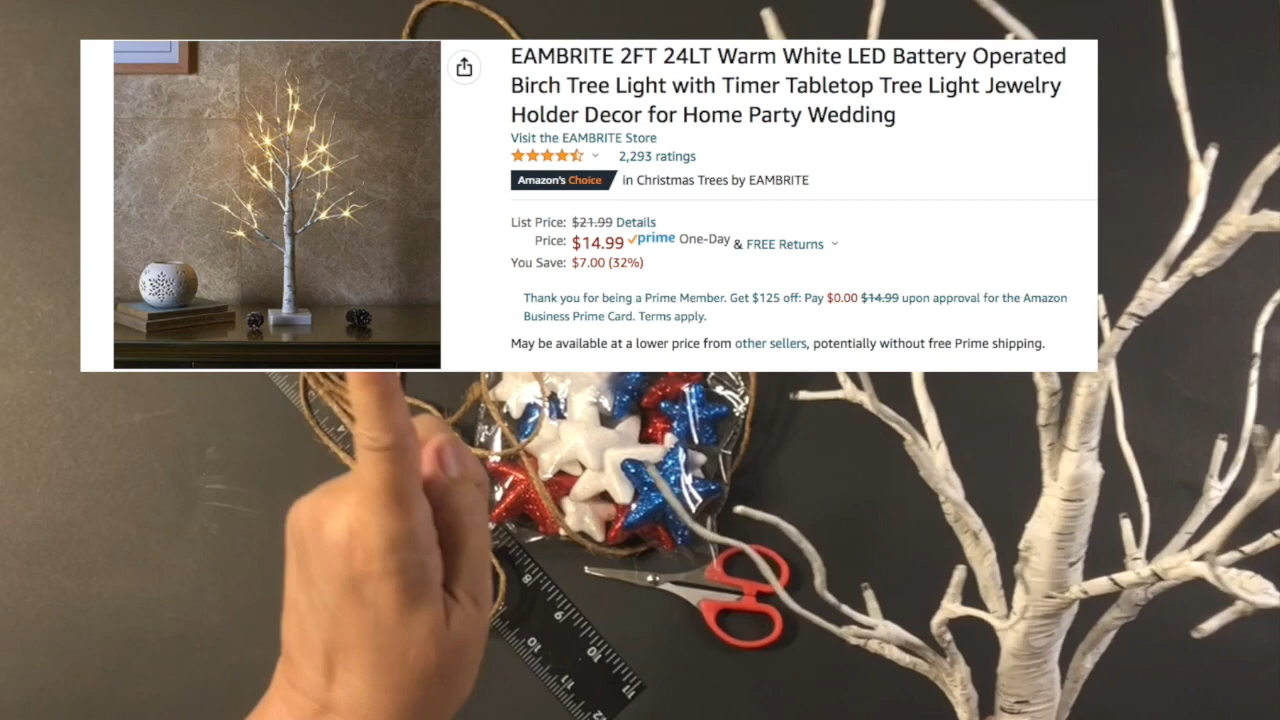 EAMBRITE 2FT 24LT Warm White LED Battery Operated
Birch Tree Light with Timer Tabletop Tree Light Jewelry
Holder Decor for Home Party Wedding
Visit the EAMBRITE Store
2,293 ratings
Amazon's Choice in Christmas Trees by EAMBRITE
List Price: $21.99 Details
Price: $14.99 prime One-Day & FREE Returns
You Save: $7.00 (32%)
Thank you for being a Prime Member. Get $125 off: Pay $0.00 $14.99 upon approval for the Amazon
Business Prime Card. Terms apply.
May be available at a lower price from other sellers, potentially without free Prime shipping.
8
9
10
11